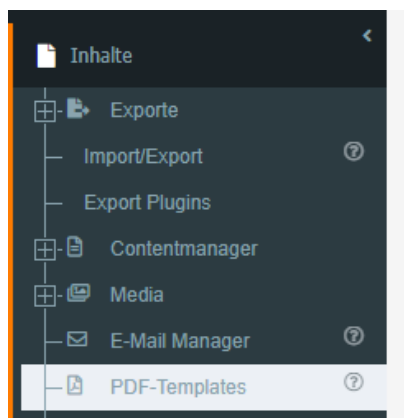 Inhalte
Exporte
Import/Export
Export Plugins
Contentmanager
Media
E-Mail Manager
PDF-Templates